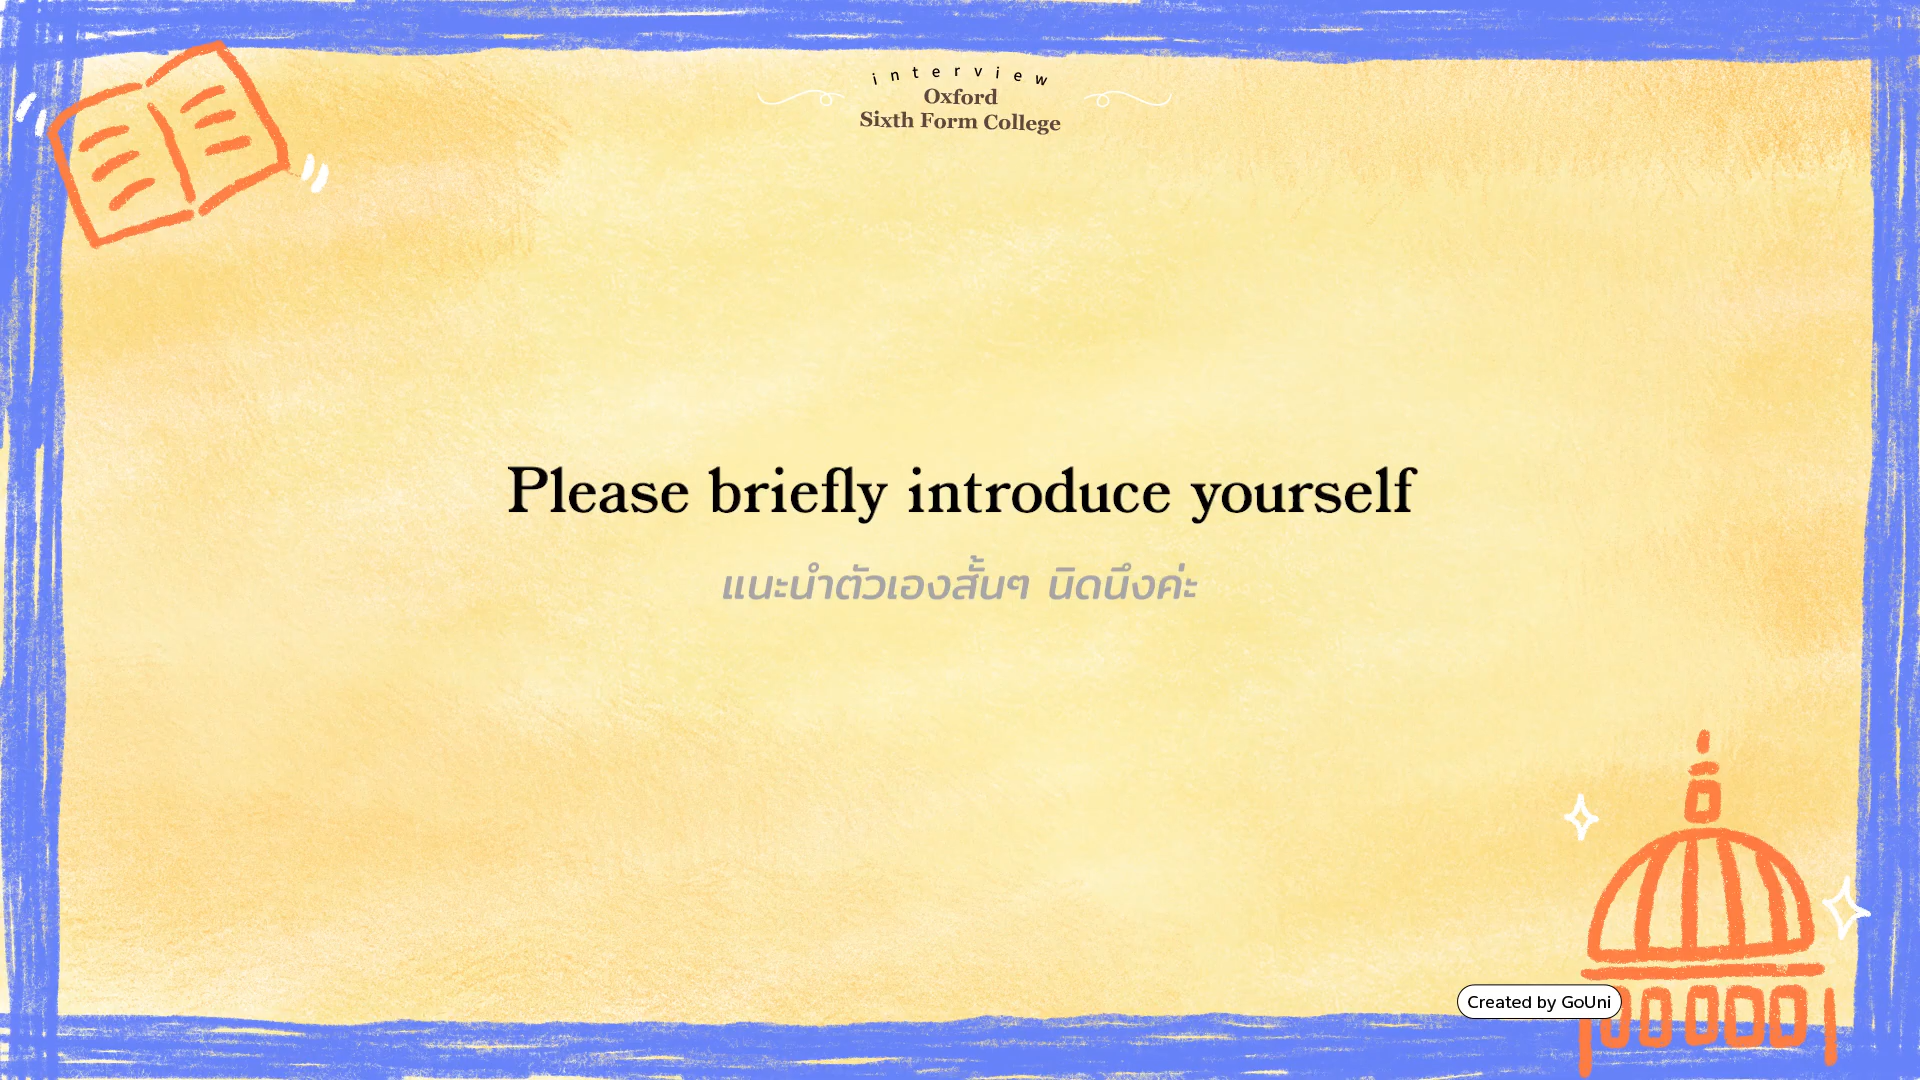 interview
Oxford
Sixth Form College
Please briefly introduce yourself
แนะนำตัวเองสั้นๆ นิดนึงค่ะ
Created by GoUni